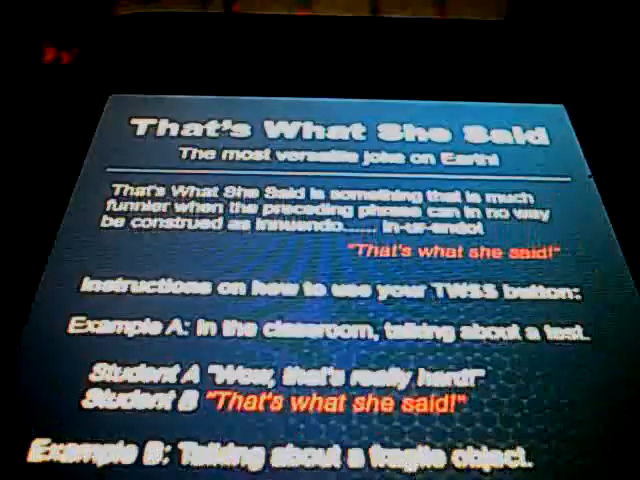 That's What She Said
The most versatile joke on Earth!
That's What She Said is something that is much
funnier when the preceding phrase can in no way
be construed as innuendo...... in-ur-endo!
"That's what she said!"
Instructions on how to use your TWSS button:
Example A: In the classroom, talking about a test.
Student A "Wow, that's really hard!"
Student B "That's what she said!"
Example B: Talking about a fragile object.